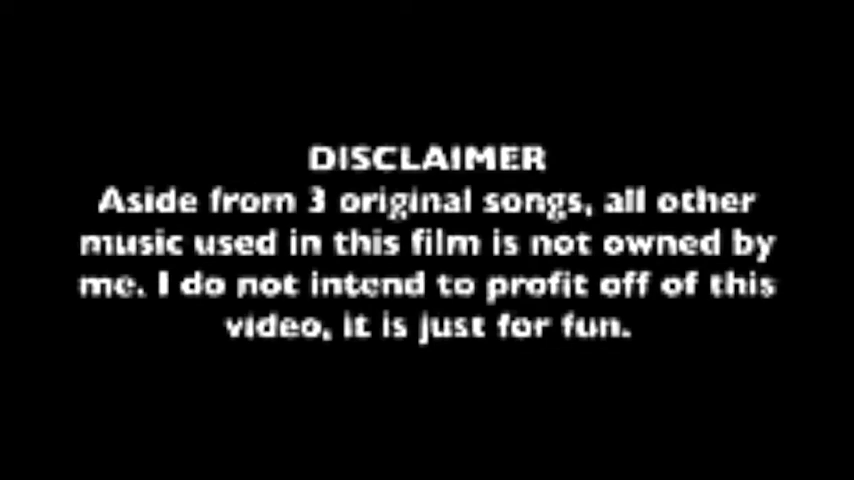 DISCLAIMER
Aside from 3 original songs, all other
music used in this film is not owned by
me. I do not intend to profit off of this
video, it is just for fun.